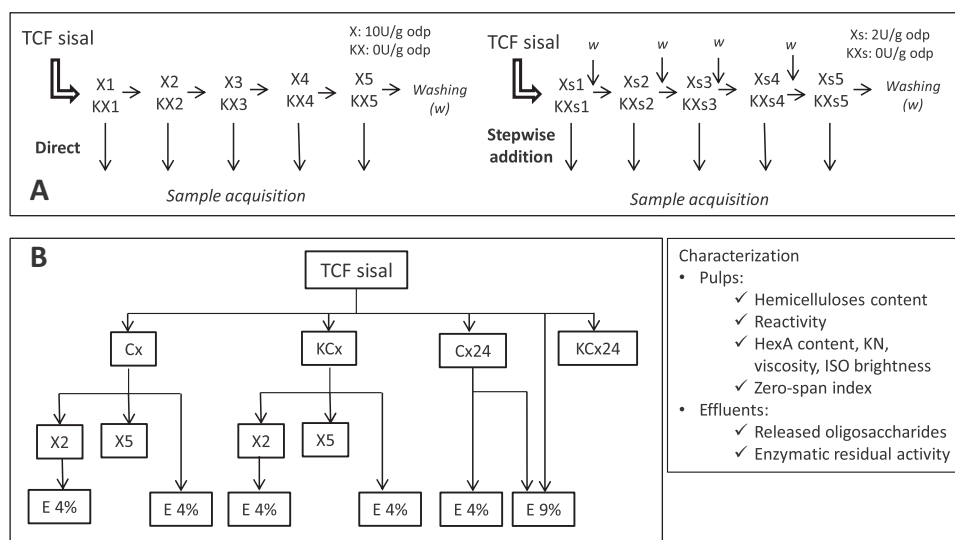 X: 10U/g odp
KX: 0U/g odp
TCF sisal
X1 X2 X3 X4 X5
KX1 KX2 KX3 KX4 KX5
Washing
(w)
Direct
Sample acquisition
A
Xs: 2U/g odp
KXs: 0U/g odp
TCF sisal
w w w w
Xs1 Xs2 Xs3 Xs4 Xs5
KXs1 KXs2 KXs3 KXs4 KXs5
Washing
(w)
Stepwise
addition
Sample acquisition
B
TCF sisal
Cx KCx Cx24 KCx24
X2 X5 X2 X5
E 4% E 4% E 4% E 4% E 4% E 9%
Characterization
• Pulps:
✓ Hemicelluloses content
✓ Reactivity
✓ HexA content, KN,
viscosity, ISO brightness
✓ Zero-span index
• Effluents:
✓ Released oligosaccharides
✓ Enzymatic residual activity